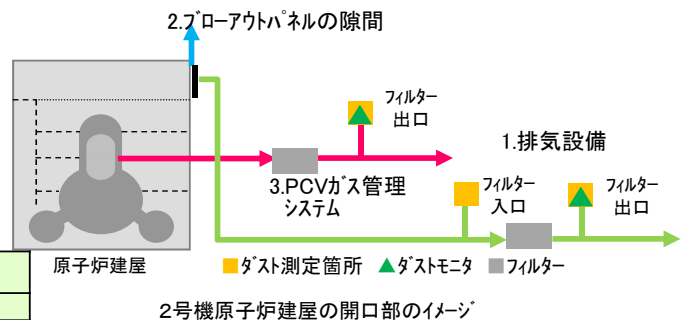 2.ブローアウトパネルの隙間
フィルター
出口
1.排気設備
3.PCVガス管理
システム
フィルター
入口
フィルター
出口
原子炉建屋
■ダスト測定箇所 ▲ダストモニタ ■フィルター
2号機原子炉建屋の開口部のイメージ